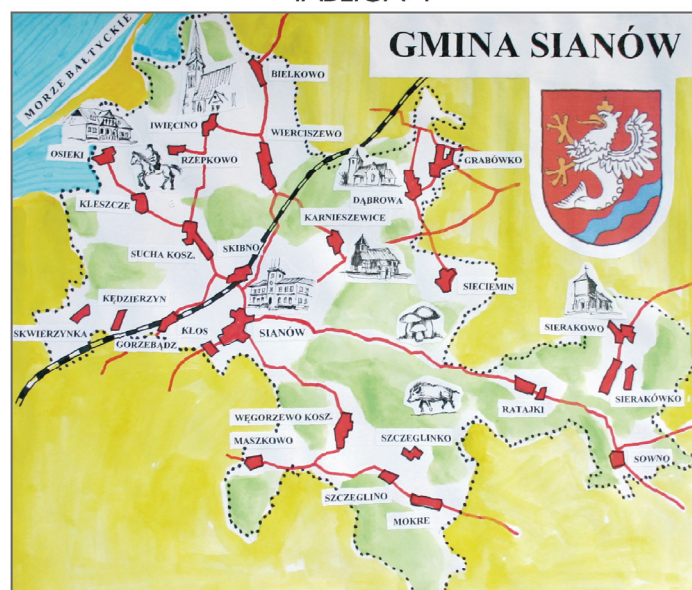 GMINA SIANÓW
MORZE BAŁTYCKIE
BIELKOWO
IWIĘCINO
WIERCISZEWO
OSIEKI
RZEPKOWO
GRABÓWKO
DĄBROWA
KLESZCZE
KARNIESZEWICE
SUCHA KOSZ.
SKIBNO
SIECIEMIN
KĘDZIERZYN
SIERAKOWO
SKWIERZYNKA
KŁOS
SIANÓW
GORZEBĄDZ
SIERAKÓWKO
RATAJKI
WĘGORZEWO KOSZ.
MASZKOWO
SZCZEGLINKO
SOWNO
SZCZEGLINO
MOKRE